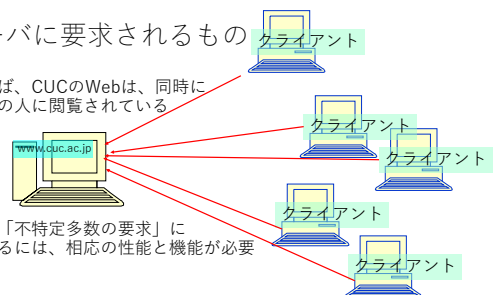 ーバに要求されるもの
クライアント
ば、CUCのWebは、同時に
の人に閲覧されている
クライアント
www.cuc.ac.jp
クライアント
「不特定多数の要求」に
るには、相応の性能と機能が必要
クライアント
クライアント